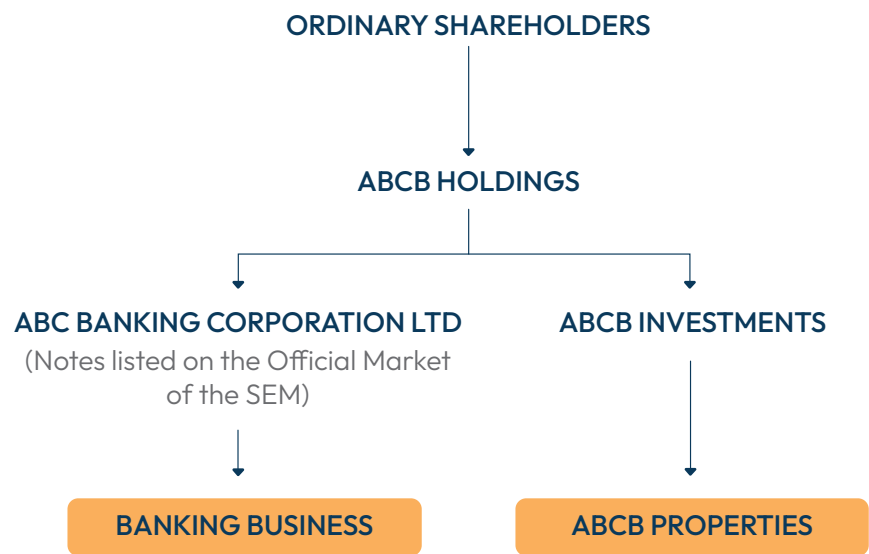 ORDINARY SHAREHOLDERS
ABCB HOLDINGS
ABC BANKING CORPORATION LTD
(Notes listed on the Official Market
of the SEM)
ABCB INVESTMENTS
BANKING BUSINESS
ABCB PROPERTIES